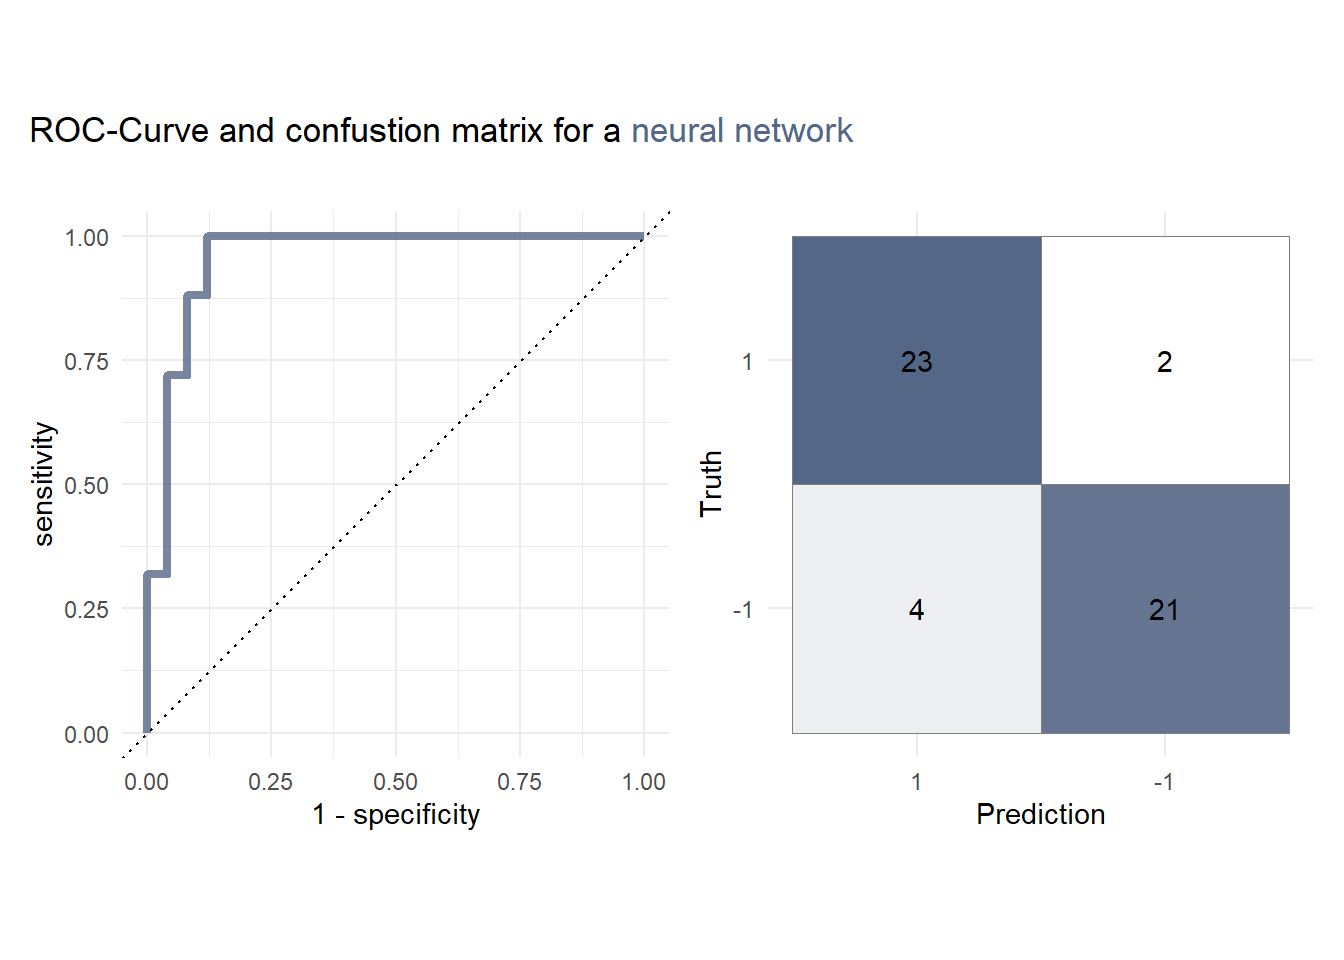 ROC-Curve and confustion matrix for a neural network
1.00
0.75
0.50
0.25
0.00
sensitivity
0.00 0.25 0.50 0.75 1.00
1 - specificity
Truth
1
-1
23 2
4 21
1 -1
Prediction